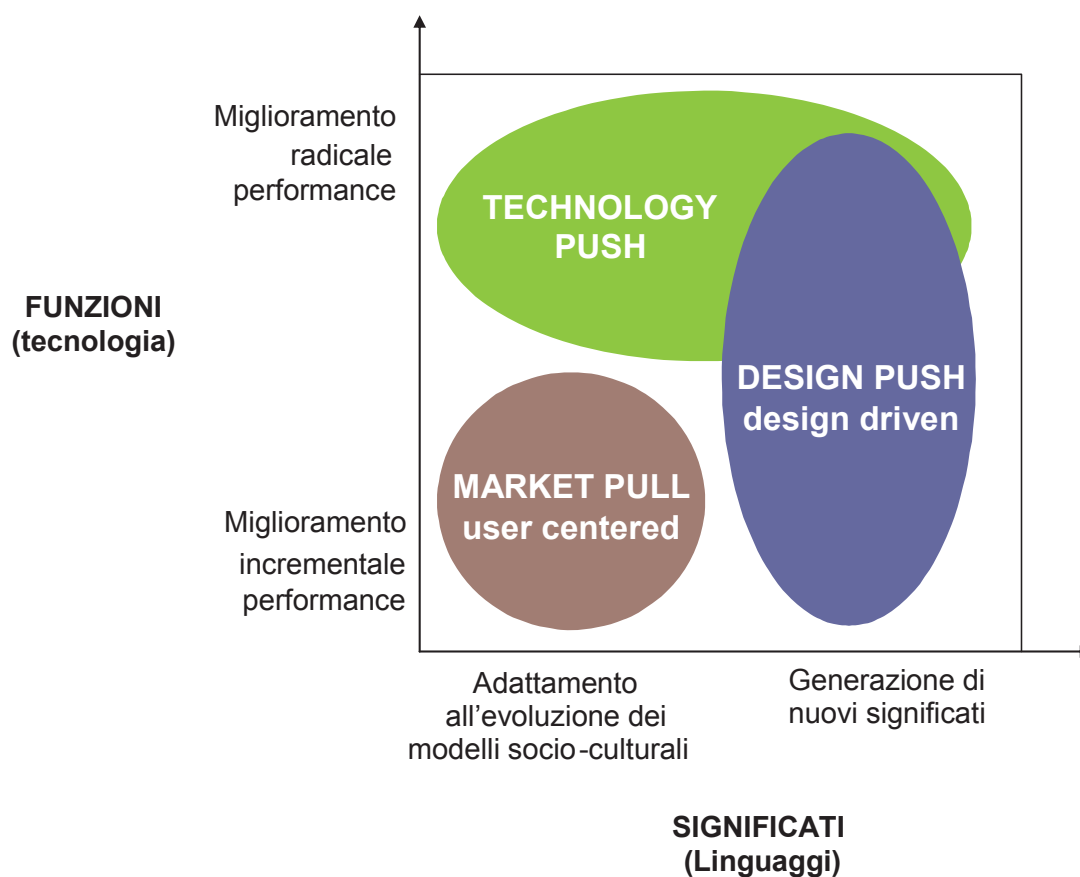 Miglioramento
radicale
performance
TECHNOLOGY
PUSH
FUNZIONI
(tecnologia)
DESIGN PUSH
design driven
MARKET PULL
user centered
Miglioramento
incrementale
performance
Adattamento
all'evoluzione dei
modelli socio-culturali
Generazione di
nuovi significati
SIGNIFICATI
(Linguaggi)